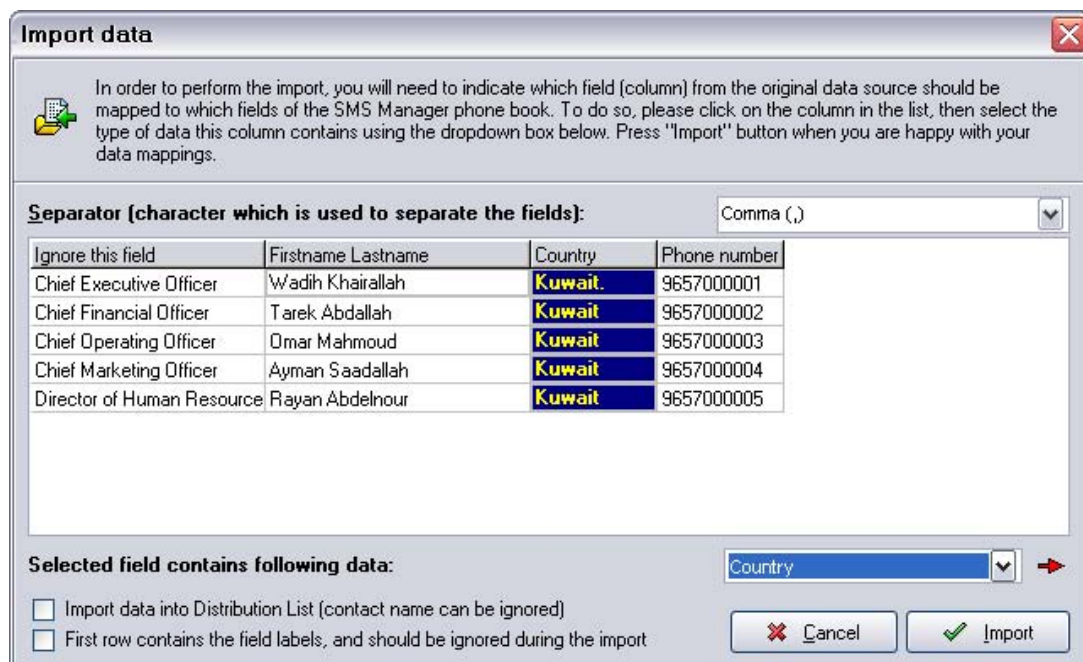 Import data
In order to perform the import, you will need to indicate which field (column) from the original data source should be
mapped to which fields of the SMS Manager phone book. To do so, please click on the column in the list, then select the
type of data this column contains using the dropdown box below. Press "Import" button when you are happy with your
data mappings.
Separator (character which is used to separate the fields): Comma (,)
Ignore this field Firstname Lastname Country Phone number
Chief Executive Officer Wadih Khairallah Kuwait. 9657000001
Chief Financial Officer Tarek Abdallah Kuwait 9657000002
Chief Operating Officer Omar Mahmoud Kuwait 9657000003
Chief Marketing Officer Ayman Saadallah Kuwait 9657000004
Director of Human Resource Rayan Abdelnour Kuwait 9657000005
Selected field contains following data: Country
Import data into Distribution List (contact name can be ignored)
First row contains the field labels, and should be ignored during the import
Cancel Import